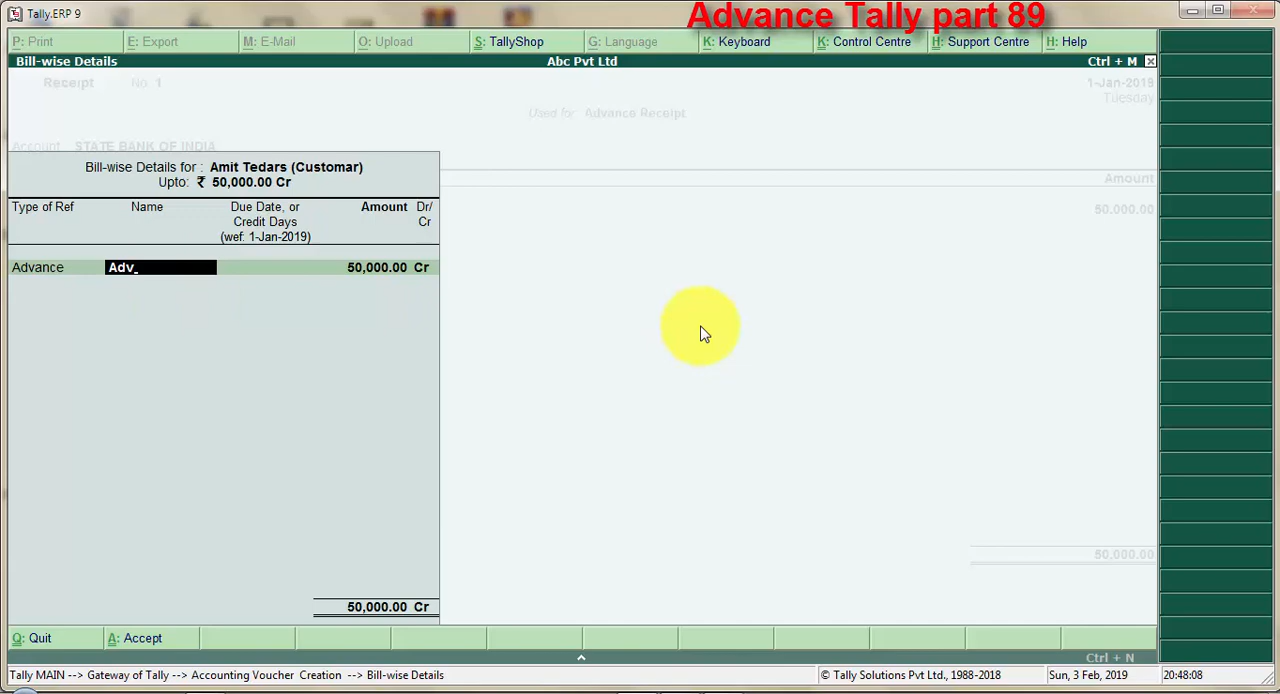 Tally.ERP 9
Advance Tally part 89
P: Print E: Export M: E-Mail O: Upload S: TallyShop G: Language K: Keyboard K: Control Centre H: Support Centre H: Help
Bill-wise Details Abc Pvt Ltd Ctrl + M
Receipt No. 1 1-Jan-2019
Tuesday
Used for: Advance Receipt
Account STATE BANK OF INDIA
Bill-wise Details for : Amit Tedars (Customar)
Upto: ₹ 50,000.00 Cr
Amount
Type of Ref Name Due Date, or Amount Dr/
Credit Days Cr
(wef: 1-Jan-2019)
50,000.00
Advance Adv_ 50,000.00 Cr
50,000.00
50,000.00 Cr
Q: Quit A: Accept
Ctrl + N
Tally MAIN --> Gateway of Tally --> Accounting Voucher Creation --> Bill-wise Details © Tally Solutions Pvt Ltd., 1988-2018 Sun, 3 Feb, 2019 20:48:08